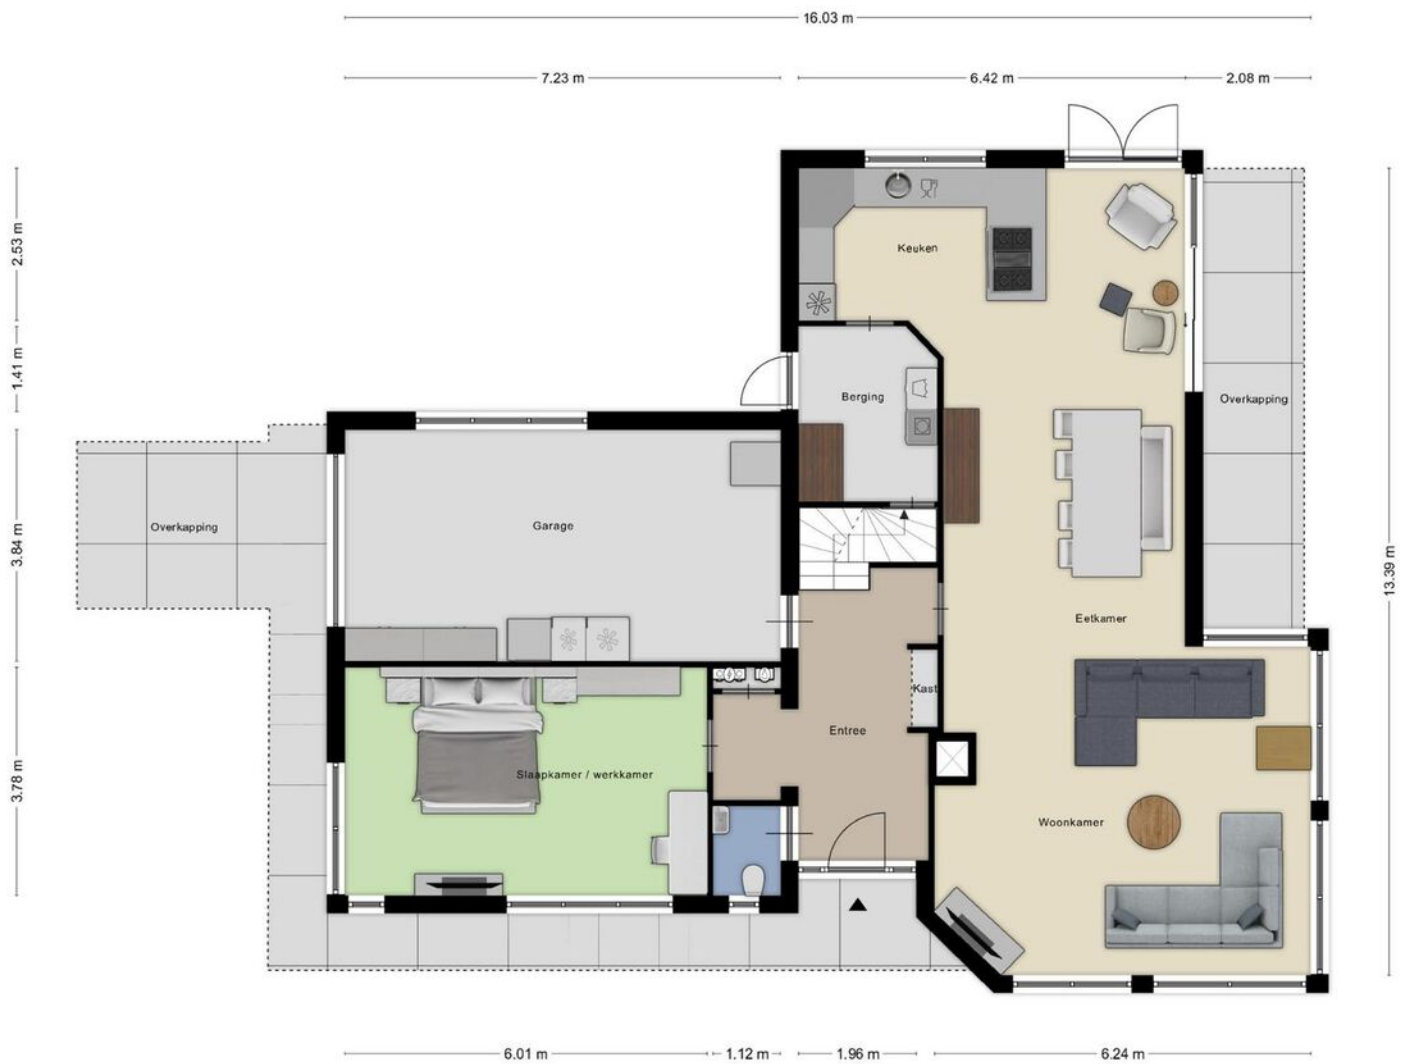 16.03 m
7.23 m
6.42 m
2.08 m
2.53 m
1.41 m
3.84 m
3.78 m
13.39 m
Keuken
Berging
Overkapping
Overkapping
Garage
Eetkamer
Kast
Entree
Slaapkamer / werkkamer
Woonkamer
6.01 m
1.12 m
1.96 m
6.24 m